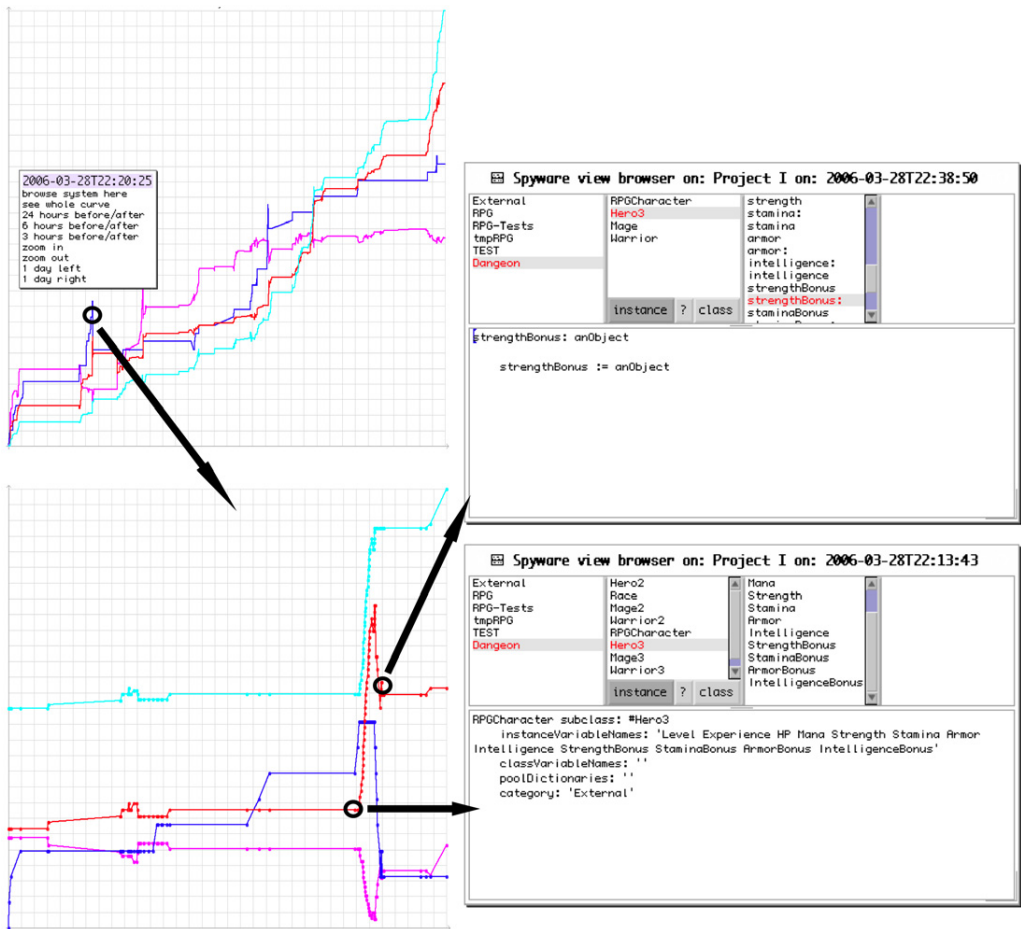 2006-03-28T22:20:25
browse system here
see whole curve
24 hours before/after
6 hours before/after
3 hours before/after
zoom in
zoom out
1 day left
1 day right
Spyware view browser on: Project I on: 2006-03-28T22:38:50
External
RPG
RPG-Tests
tmpRPG
TEST
Dangeon
RPGCharacter
Hero3
Mage
Warrior
instance ? class
strength
stamina:
stamina
armor
armor:
intelligence:
intelligence
strengthBonus
strengthBonus:
staminaBonus
strengthBonus: anObject
strengthBonus := anObject
Spyware view browser on: Project I on: 2006-03-28T22:13:43
External
RPG
RPG-Tests
tmpRPG
TEST
Dangeon
Hero2
Race
Mage2
Warrior2
RPGCharacter
Hero3
Mage3
Warrior3
instance ? class
Mana
Strength
Stamina
Armor
Intelligence
StrengthBonus
StaminaBonus
ArmorBonus
IntelligenceBonus
RPGCharacter subclass: #Hero3
instanceVariableNames: 'Level Experience HP Mana Strength Stamina Armor
Intelligence StrengthBonus StaminaBonus ArmorBonus IntelligenceBonus'
classVariableNames: ''
poolDictionaries: ''
category: 'External'